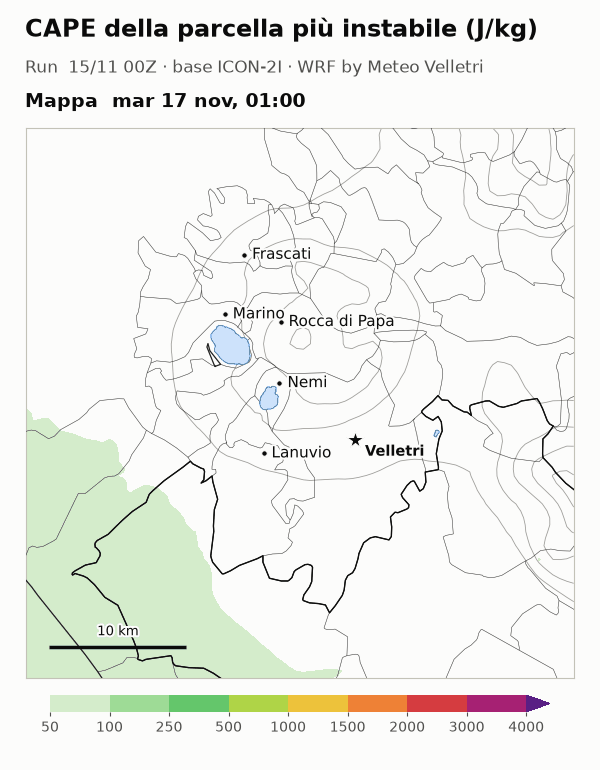 CAPE della parcella più instabile (J/kg)
Run 15/11 00Z · base ICON-2I · WRF by Meteo Velletri
Mappa mar 17 nov, 01:00
Frascati
Marino
Rocca di Papa
Nemi
Velletri
Lanuvio
10 km
50 100 250 500 1000 1500 2000 3000 4000